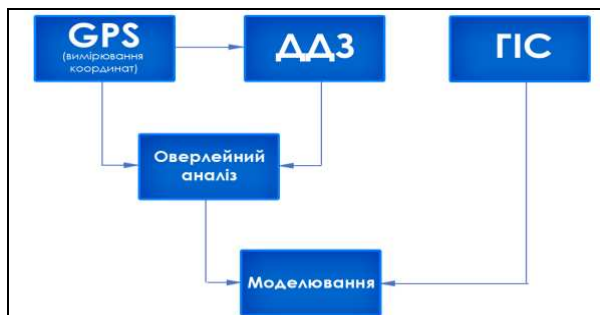 GPS
(вимірювання
координат)
ДДЗ
ГІС
Оверлейний
аналіз
Моделювання